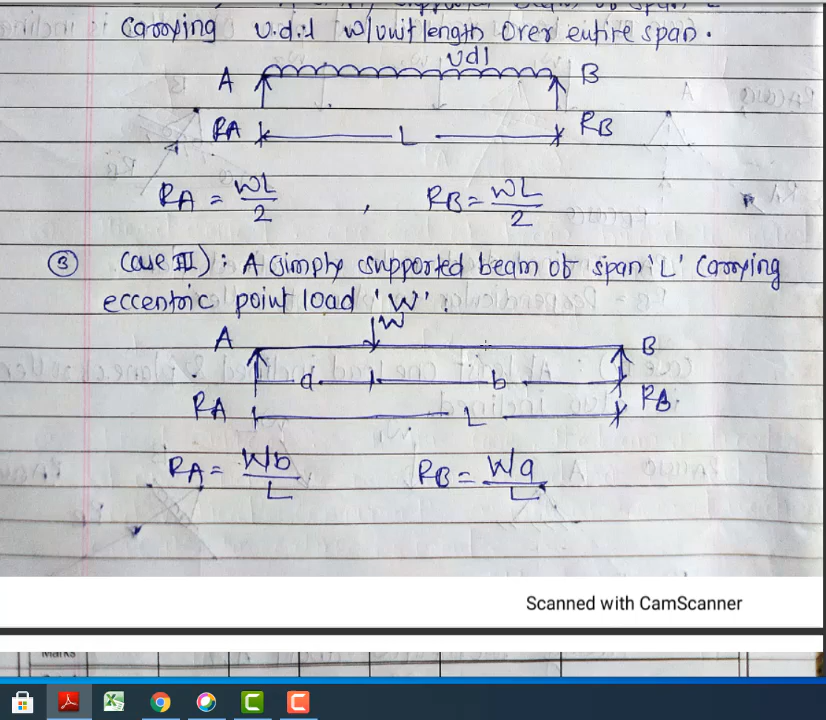 carrying u.d.l w/unit length over entire span.
udl
A B
RA L RB
RA = WL/2 , RB = WL/2
③ Case III) : A simply supported beam of span 'L' carrying
eccentric point load 'W'.
W
A B
a b
RA L RB.
RA = Wb/L RB = Wa/L
Scanned with CamScanner
Marks